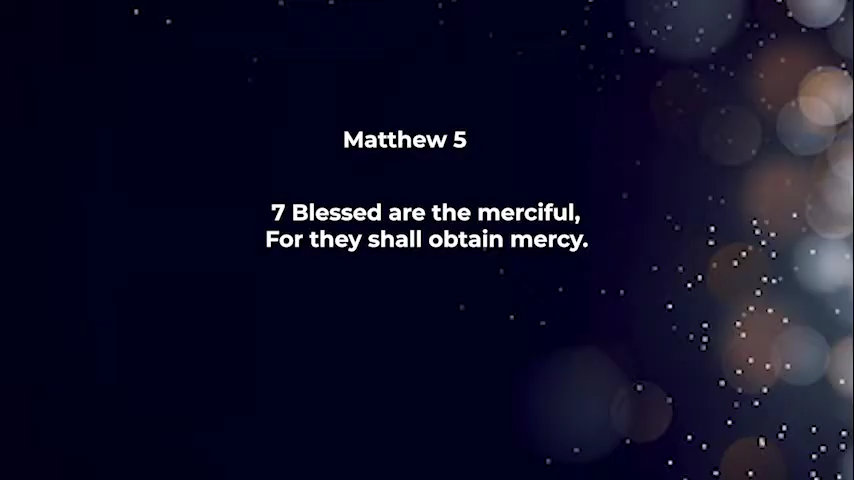 Matthew 5
7 Blessed are the merciful,
For they shall obtain mercy.